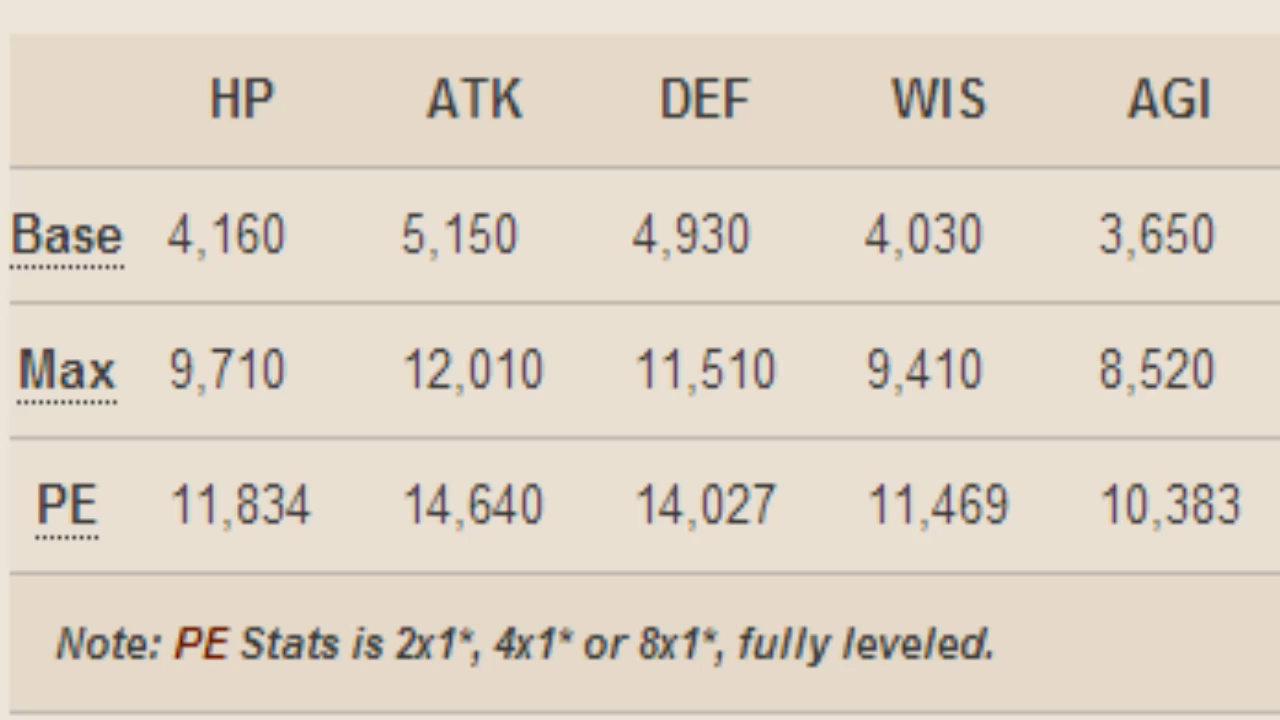 HP ATK DEF WIS AGI
Base 4,160 5,150 4,930 4,030 3,650
Max 9,710 12,010 11,510 9,410 8,520
PE 11,834 14,640 14,027 11,469 10,383
Note: PE Stats is 2x1*, 4x1* or 8x1*, fully leveled.